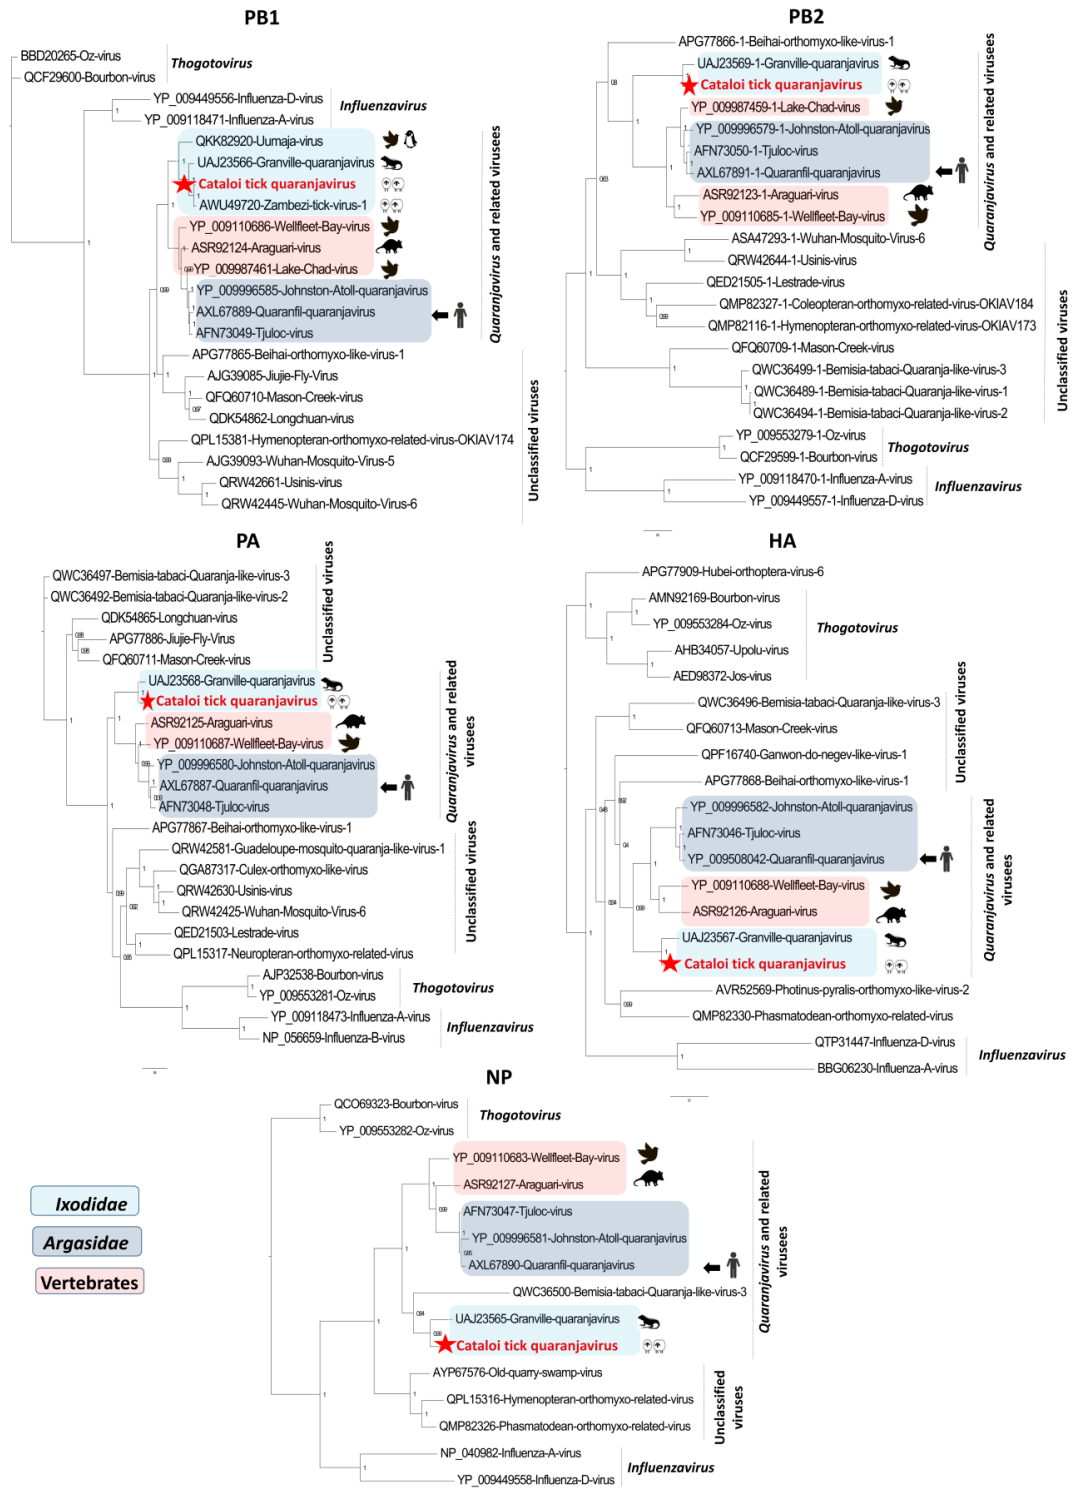 PB1
BBD20265-Oz-virus
QCF29600-Bourbon-virus
Thogotovirus
YP_009449556-Influenza-D-virus
YP_009118471-Influenza-A-virus
Influenzavirus
QKK82920-Uumaja-virus
UAJ23566-Granville-quaranjavirus
Cataloi tick quaranjavirus
AWU49720-Zambezi-tick-virus-1
YP_009110686-Wellfleet-Bay-virus
ASR92124-Araguari-virus
YP_009987461-Lake-Chad-virus
YP_009996585-Johnston-Atoll-quaranjavirus
AXL67889-Quaranfil-quaranjavirus
AFN73049-Tjuloc-virus
Quaranjavirus and related virusees
APG77865-Beihai-orthomyxo-like-virus-1
AJG39085-Jiujie-Fly-Virus
QFQ60710-Mason-Creek-virus
QDK54862-Longchuan-virus
QPL15381-Hymenopteran-orthomyxo-related-virus-OKIAV174
AJG39093-Wuhan-Mosquito-Virus-5
QRW42661-Usinis-virus
QRW42445-Wuhan-Mosquito-Virus-6
Unclassified viruses
PB2
APG77866-1-Beihai-orthomyxo-like-virus-1
UAJ23569-1-Granville-quaranjavirus
Cataloi tick quaranjavirus
YP_009987459-1-Lake-Chad-virus
YP_009996579-1-Johnston-Atoll-quaranjavirus
AFN73050-1-Tjuloc-virus
AXL67891-1-Quaranfil-quaranjavirus
ASR92123-1-Araguari-virus
YP_009110685-1-Wellfleet-Bay-virus
Quaranjavirus and related virusees
ASA47293-1-Wuhan-Mosquito-Virus-6
QRW42644-1-Usinis-virus
QED21505-1-Lestrade-virus
QMP82327-1-Coleopteran-orthomyxo-related-virus-OKIAV184
QMP82116-1-Hymenopteran-orthomyxo-related-virus-OKIAV173
QFQ60709-1-Mason-Creek-virus
QWC36499-1-Bemisia-tabaci-Quaranja-like-virus-3
QWC36489-1-Bemisia-tabaci-Quaranja-like-virus-1
QWC36494-1-Bemisia-tabaci-Quaranja-like-virus-2
Unclassified viruses
YP_009553279-1-Oz-virus
QCF29599-1-Bourbon-virus
Thogotovirus
YP_009118470-1-Influenza-A-virus
YP_009449557-1-Influenza-D-virus
Influenzavirus
PA
QWC36497-Bemisia-tabaci-Quaranja-like-virus-3
QWC36492-Bemisia-tabaci-Quaranja-like-virus-2
QDK54865-Longchuan-virus
APG77886-Jiujie-Fly-Virus
QFQ60711-Mason-Creek-virus
Unclassified viruses
UAJ23568-Granville-quaranjavirus
Cataloi tick quaranjavirus
ASR92125-Araguari-virus
YP_009110687-Wellfleet-Bay-virus
YP_009996580-Johnston-Atoll-quaranjavirus
AXL67887-Quaranfil-quaranjavirus
AFN73048-Tjuloc-virus
Quaranjavirus and related
virusees
APG77867-Beihai-orthomyxo-like-virus-1
QRW42581-Guadeloupe-mosquito-quaranja-like-virus-1
QGA87317-Culex-orthomyxo-like-virus
QRW42630-Usinis-virus
QRW42425-Wuhan-Mosquito-Virus-6
QED21503-Lestrade-virus
QPL15317-Neuropteran-orthomyxo-related-virus
Unclassified viruses
AJP32538-Bourbon-virus
YP_009553281-Oz-virus
Thogotovirus
YP_009118473-Influenza-A-virus
NP_056659-Influenza-B-virus
Influenzavirus
HA
APG77909-Hubei-orthoptera-virus-6
AMN92169-Bourbon-virus
YP_009553284-Oz-virus
AHB34057-Upolu-virus
AED98372-Jos-virus
Thogotovirus
QWC36496-Bemisia-tabaci-Quaranja-like-virus-3
QFQ60713-Mason-Creek-virus
QPF16740-Ganwon-do-negev-like-virus-1
APG77868-Beihai-orthomyxo-like-virus-1
Unclassified viruses
YP_009996582-Johnston-Atoll-quaranjavirus
AFN73046-Tjuloc-virus
YP_009508042-Quaranfil-quaranjavirus
YP_009110688-Wellfleet-Bay-virus
ASR92126-Araguari-virus
UAJ23567-Granville-quaranjavirus
Cataloi tick quaranjavirus
Quaranjavirus and related
virusees
AVR52569-Photinus-pyralis-orthomyxo-like-virus-2
QMP82330-Phasmatodean-orthomyxo-related-virus
QTP31447-Influenza-D-virus
BBG06230-Influenza-A-virus
Influenzavirus
NP
QCO69323-Bourbon-virus
YP_009553282-Oz-virus
Thogotovirus
YP_009110683-Wellfleet-Bay-virus
ASR92127-Araguari-virus
AFN73047-Tjuloc-virus
YP_009996581-Johnston-Atoll-quaranjavirus
AXL67890-Quaranfil-quaranjavirus
QWC36500-Bemisia-tabaci-Quaranja-like-virus-3
UAJ23565-Granville-quaranjavirus
Cataloi tick quaranjavirus
Quaranjavirus and related
virusees
AYP67576-Old-quarry-swamp-virus
QPL15316-Hymenopteran-orthomyxo-related-virus
QMP82326-Phasmatodean-orthomyxo-related-virus
Unclassified
viruses
NP_040982-Influenza-A-virus
YP_009449558-Influenza-D-virus
Influenzavirus
Ixodidae
Argasidae
Vertebrates